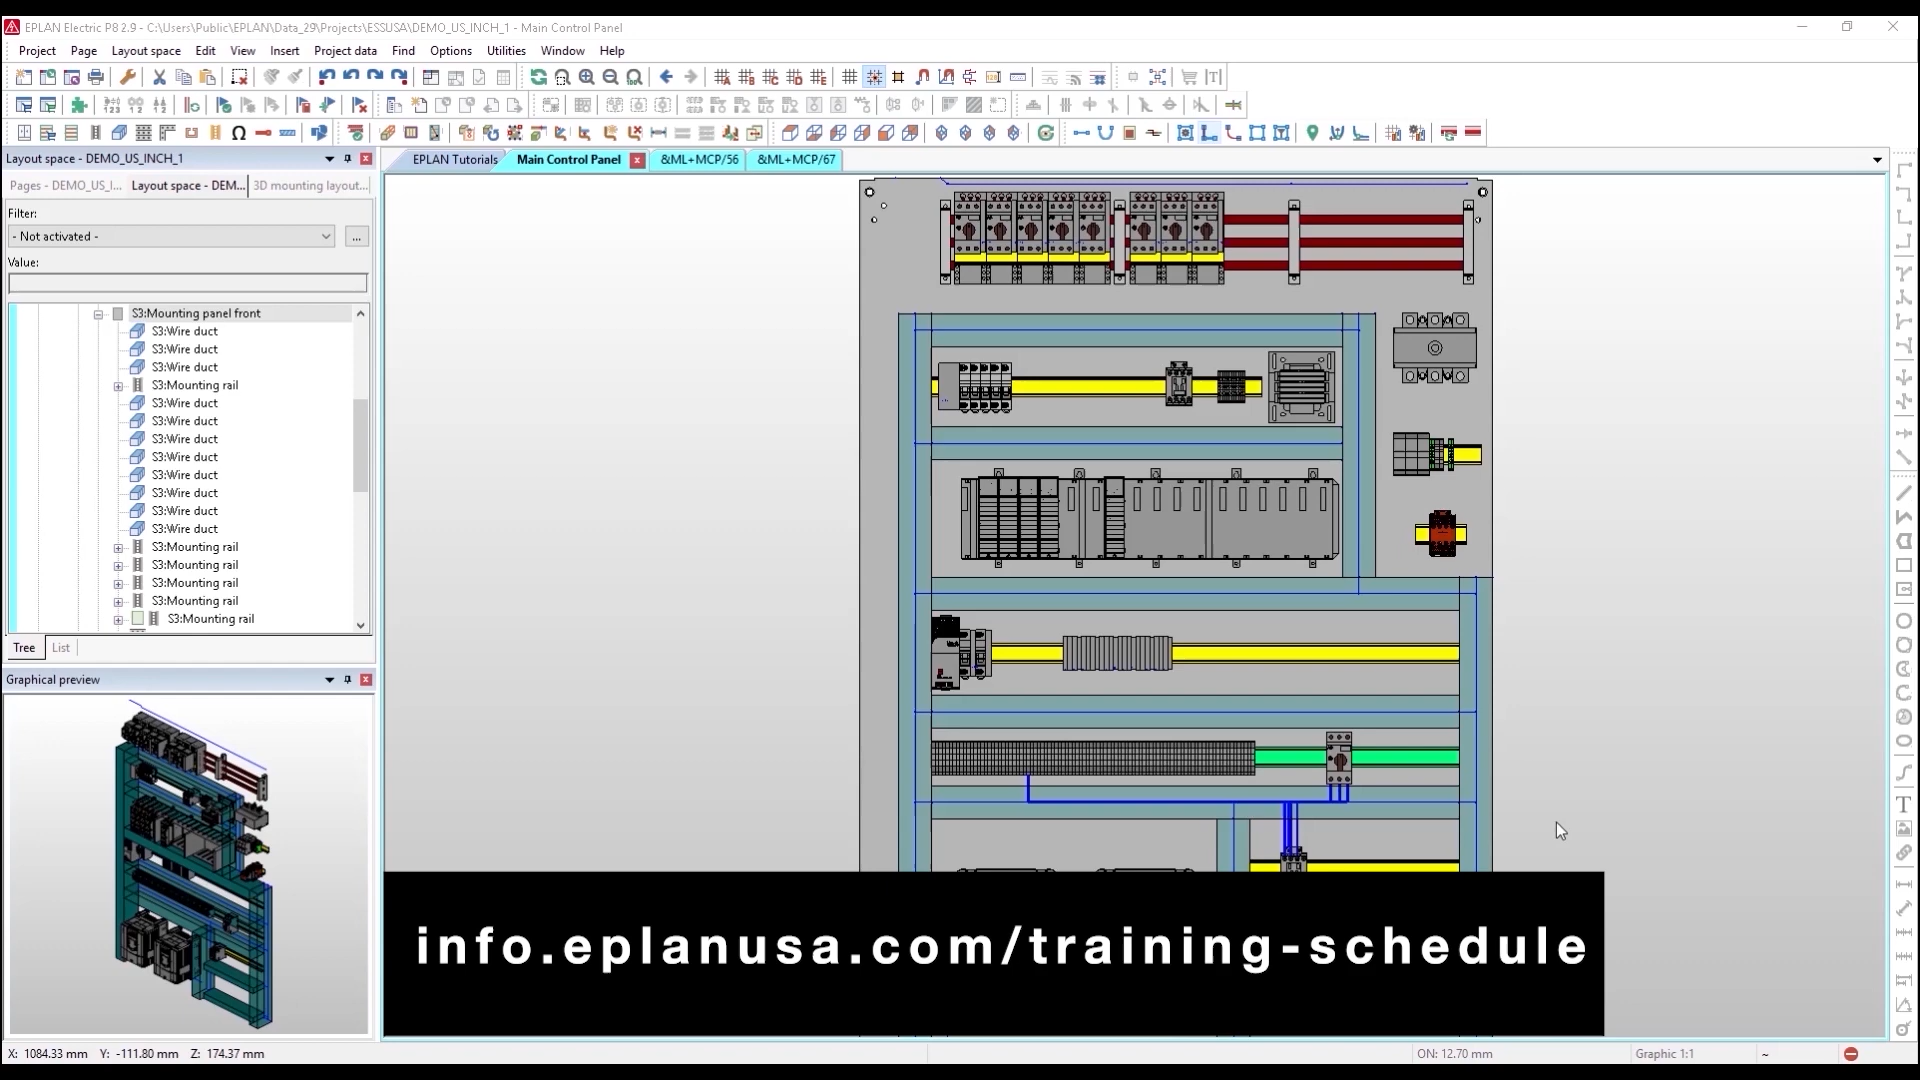 EPLAN Electric P8 2.9 - C:\Users\Public\EPLAN\Data_29\Projects\ESSUSA\DEMO_US_INCH_1 - Main Control Panel
Project Page Layout space Edit View Insert Project data Find Options Utilities Window Help
Layout space - DEMO_US_INCH_1
EPLAN Tutorials Main Control Panel &ML+MCP/56 &ML+MCP/67
Pages - DEMO_US_I... Layout space - DEM... 3D mounting layout...
Filter:
- Not activated -
...
Value:
S3:Mounting panel front
S3:Wire duct
S3:Wire duct
S3:Wire duct
S3:Mounting rail
S3:Wire duct
S3:Wire duct
S3:Wire duct
S3:Wire duct
S3:Wire duct
S3:Wire duct
S3:Wire duct
S3:Wire duct
S3:Mounting rail
S3:Mounting rail
S3:Mounting rail
S3:Mounting rail
S3:Mounting rail
Tree List
Graphical preview
info.eplanusa.com/training-schedule
X: 1084.33 mm Y: -111.80 mm Z: 174.37 mm
ON: 12.70 mm
Graphic 1:1
~